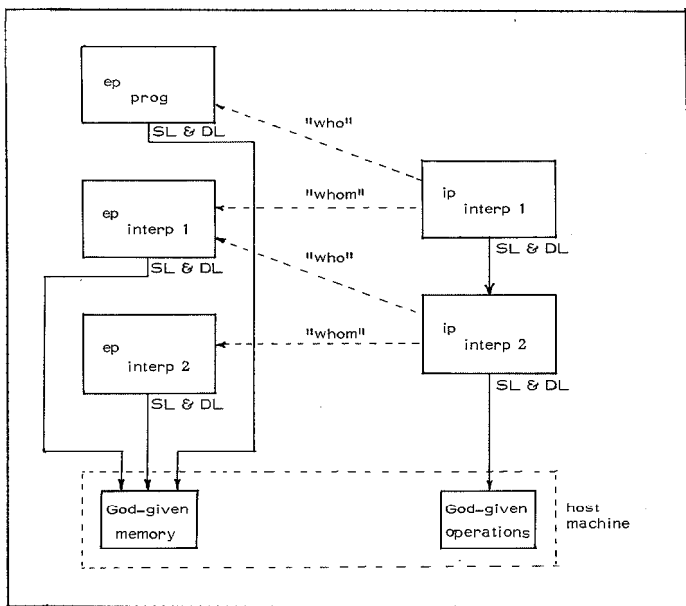 ep
prog
SL & DL
"who"
ip
interp 1
SL & DL
"whom"
ep
interp 1
SL & DL
"who"
ip
interp 2
SL & DL
"whom"
ep
interp 2
SL & DL
God-given
memory
God-given
operations
host
machine